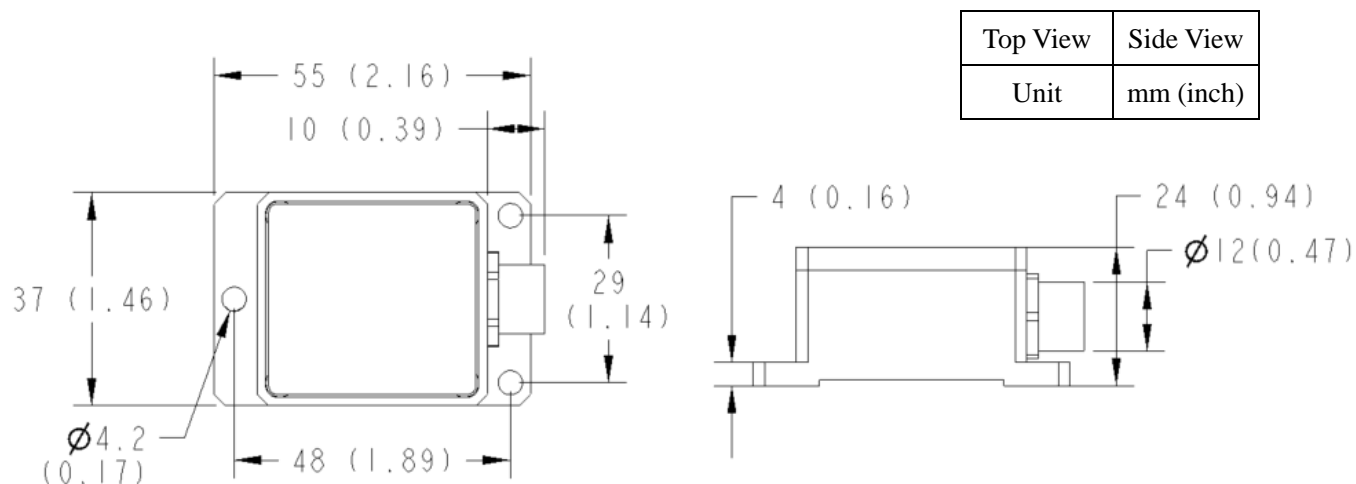 Top View Side View
Unit mm (inch)
55 (2.16)
10 (0.39)
4 (0.16)
24 (0.94)
Ø12(0.47)
37 (1.46)
29
(1.14)
Ø4.2
(0.17)
48 (1.89)